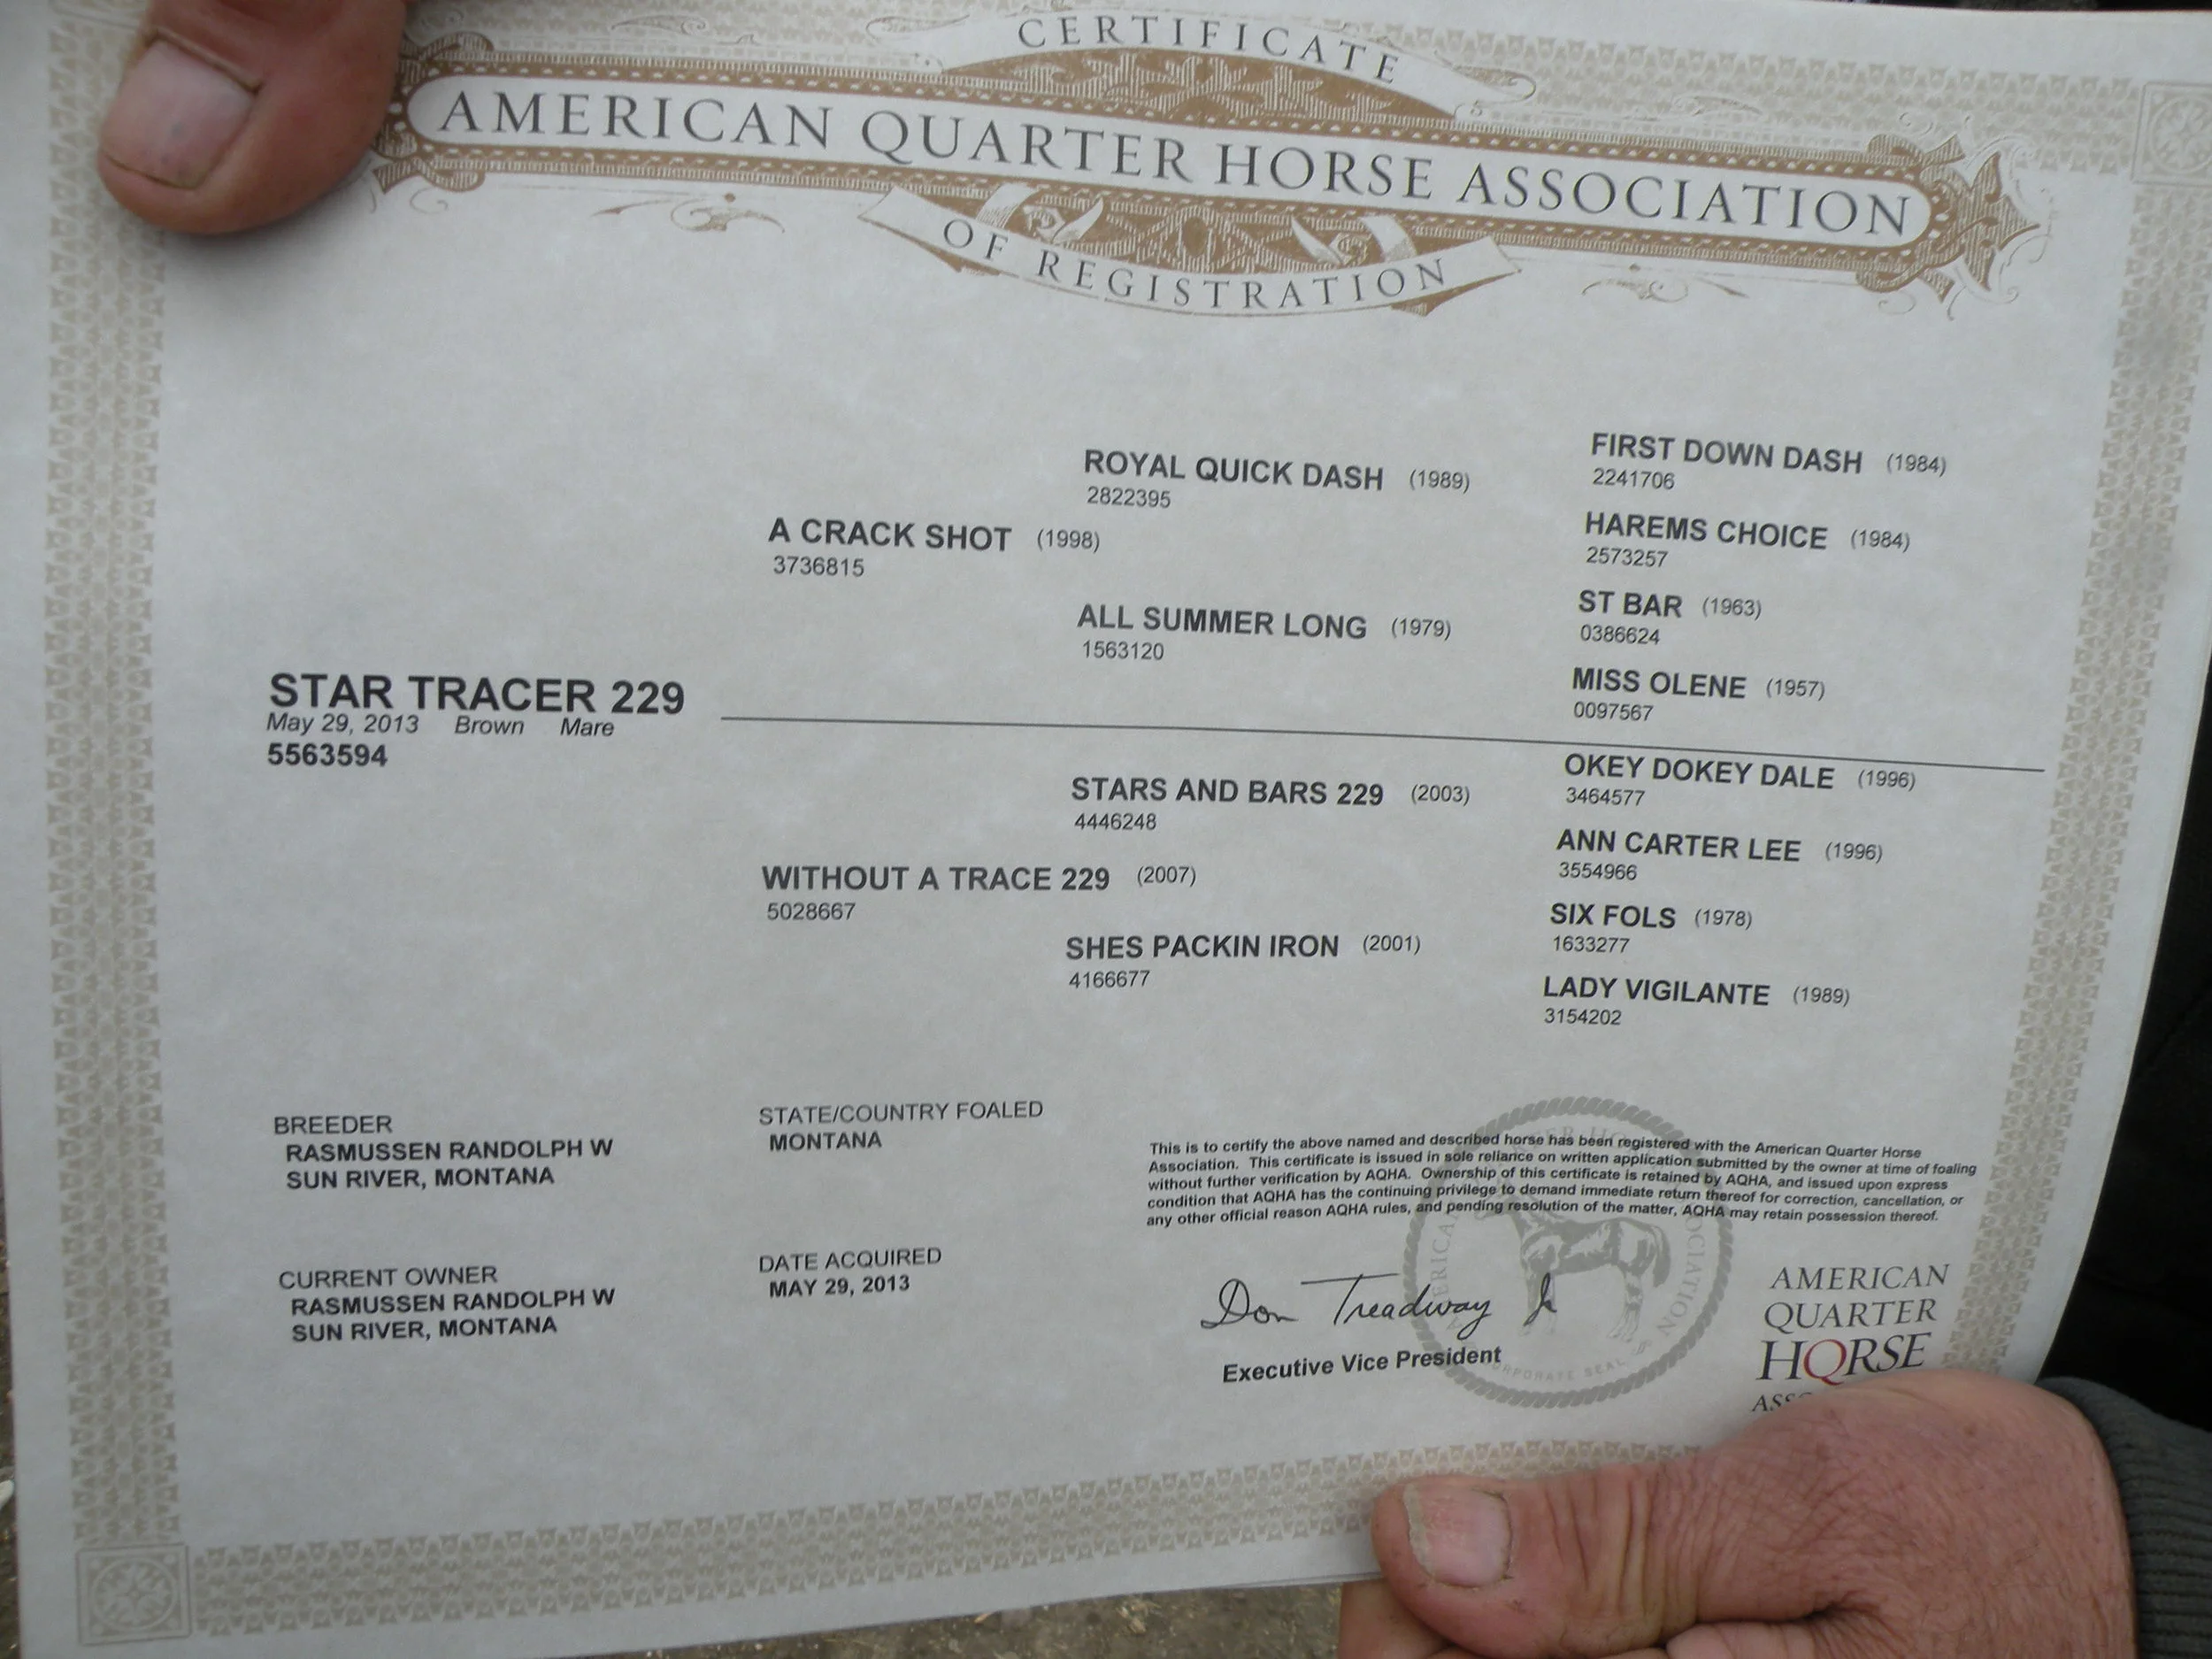 CERTIFICATE
AMERICAN QUARTER HORSE ASSOCIATION
OF REGISTRATION
FIRST DOWN DASH (1984)
2241706
ROYAL QUICK DASH (1989)
2822395
HAREMS CHOICE (1984)
2573257
A CRACK SHOT (1998)
3736815
ST BAR (1963)
0386624
ALL SUMMER LONG (1979)
1563120
MISS OLENE (1957)
0097567
STAR TRACER 229
May 29, 2013 Brown Mare
5563594
OKEY DOKEY DALE (1996)
3464577
STARS AND BARS 229 (2003)
4446248
ANN CARTER LEE (1996)
3554966
WITHOUT A TRACE 229 (2007)
5028667
SIX FOLS (1978)
1633277
SHES PACKIN IRON (2001)
4166677
LADY VIGILANTE (1989)
3154202
BREEDER
RASMUSSEN RANDOLPH W
SUN RIVER, MONTANA
STATE/COUNTRY FOALED
MONTANA
CURRENT OWNER
RASMUSSEN RANDOLPH W
SUN RIVER, MONTANA
DATE ACQUIRED
MAY 29, 2013
This is to certify the above named and described horse has been registered with the American Quarter Horse
Association. This certificate is issued in sole reliance on written application submitted by the owner at time of foaling
without further verification by AQHA. Ownership of this certificate is retained by AQHA, and issued upon express
condition that AQHA has the continuing privilege to demand immediate return thereof for correction, cancellation, or
any other official reason AQHA rules, and pending resolution of the matter, AQHA may retain possession thereof.
Don Treadway Jr
Executive Vice President
AMERICAN
QUARTER
HORSE